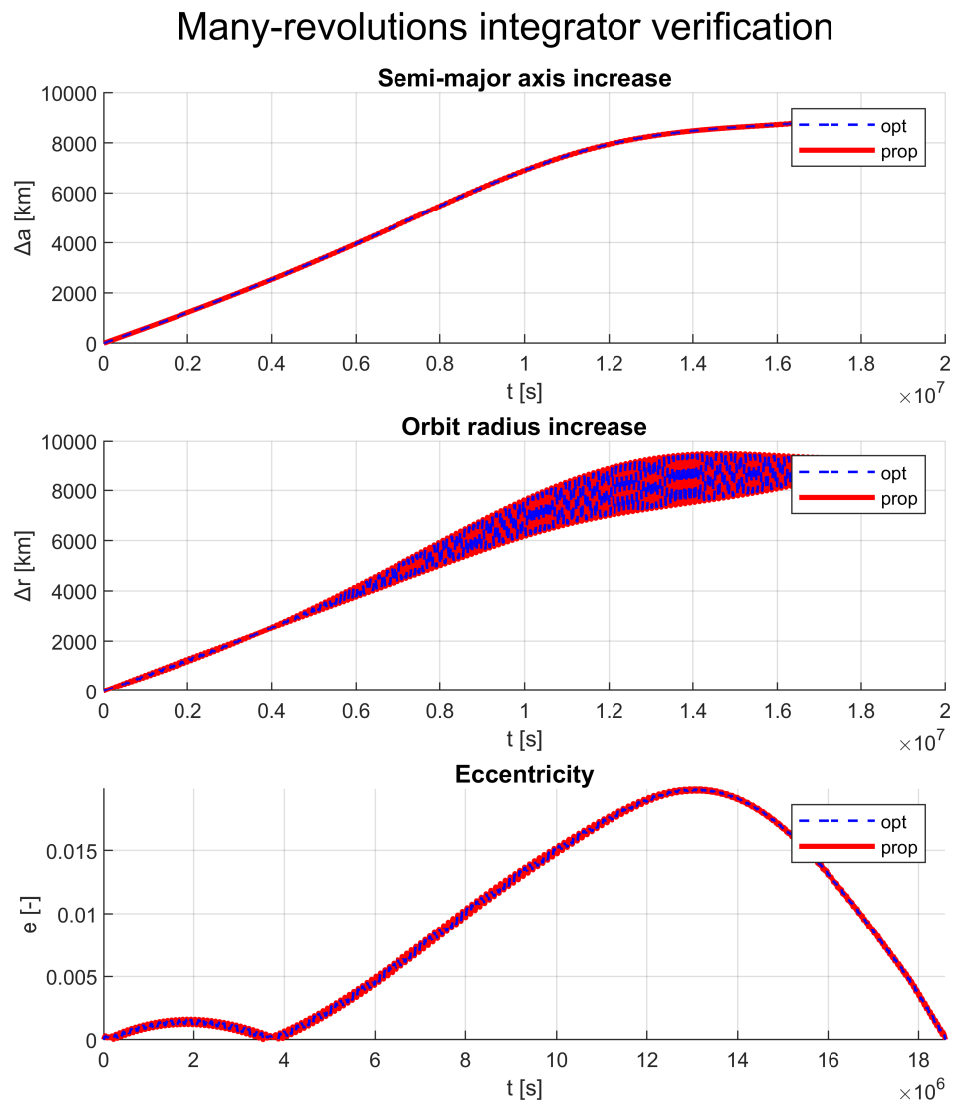 Many-revolutions integrator verification
Semi-major axis increase
10000
8000
6000
4000
2000
0
Δa [km]
opt
prop
0 0.2 0.4 0.6 0.8 1 1.2 1.4 1.6 1.8 2
t [s]
×10^7
Orbit radius increase
10000
8000
6000
4000
2000
0
Δr [km]
opt
prop
0 0.2 0.4 0.6 0.8 1 1.2 1.4 1.6 1.8 2
t [s]
×10^7
Eccentricity
0.015
0.01
0.005
0
e [-]
opt
prop
0 2 4 6 8 10 12 14 16 18
t [s]
×10^6